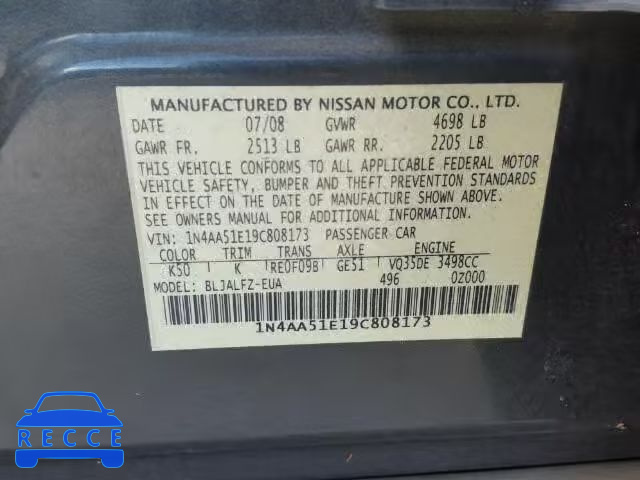 MANUFACTURED BY NISSAN MOTOR CO., LTD.
DATE 07/08 GVWR 4698 LB
GAWR FR. 2513 LB GAWR RR. 2205 LB
THIS VEHICLE CONFORMS TO ALL APPLICABLE FEDERAL MOTOR
VEHICLE SAFETY, BUMPER AND THEFT PREVENTION STANDARDS
IN EFFECT ON THE DATE OF MANUFACTURE SHOWN ABOVE.
SEE OWNERS MANUAL FOR ADDITIONAL INFORMATION.
VIN: 1N4AA51E19C808173 PASSENGER CAR
COLOR TRIM TRANS AXLE ENGINE
K50 K RE0F09B GE51 VQ35DE 3498CC
MODEL: BLJALFZ-EUA 496 0Z000
1N4AA51E19C808173
RECCE